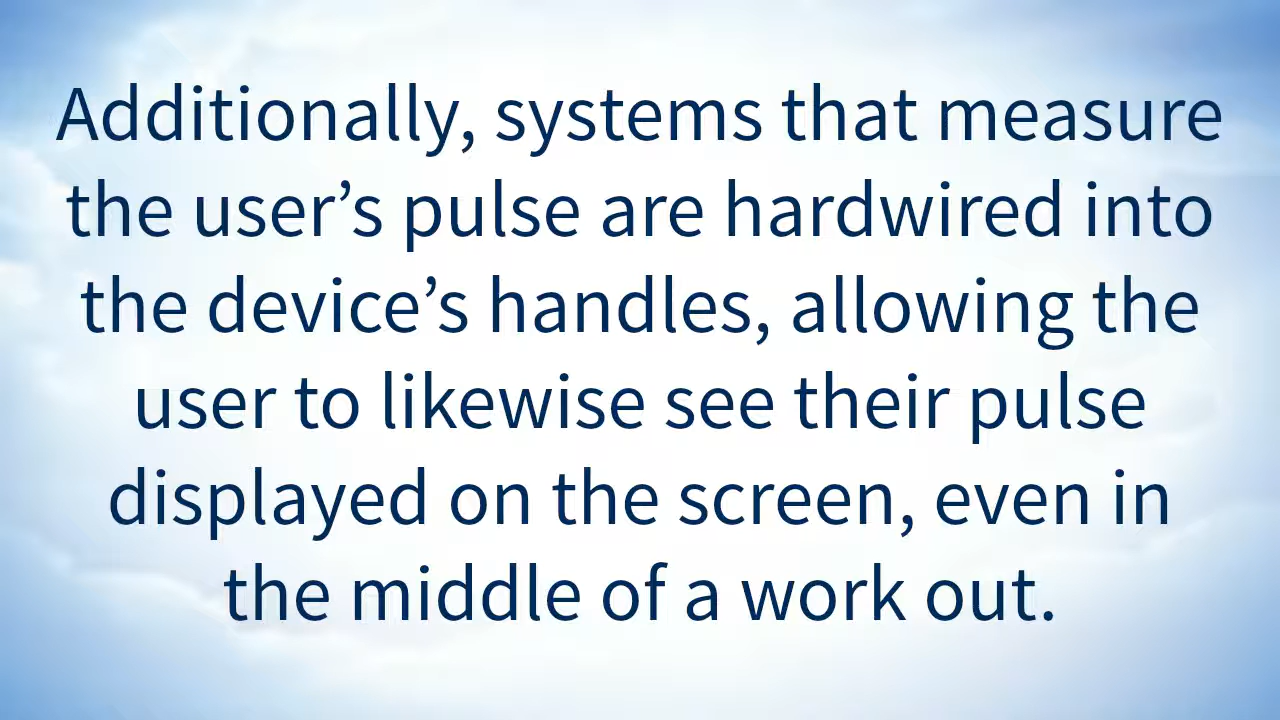 Additionally, systems that measure
the user’s pulse are hardwired into
the device’s handles, allowing the
user to likewise see their pulse
displayed on the screen, even in
the middle of a work out.